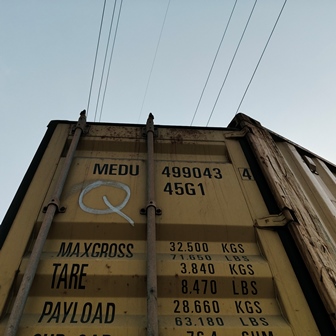 MEDU 499043 4
45G1
Q
MAXGROSS 32.500 KGS
71.650 LBS
TARE 3.840 KGS
8.470 LBS
PAYLOAD 28.660 KGS
63.180 LBS
CUM